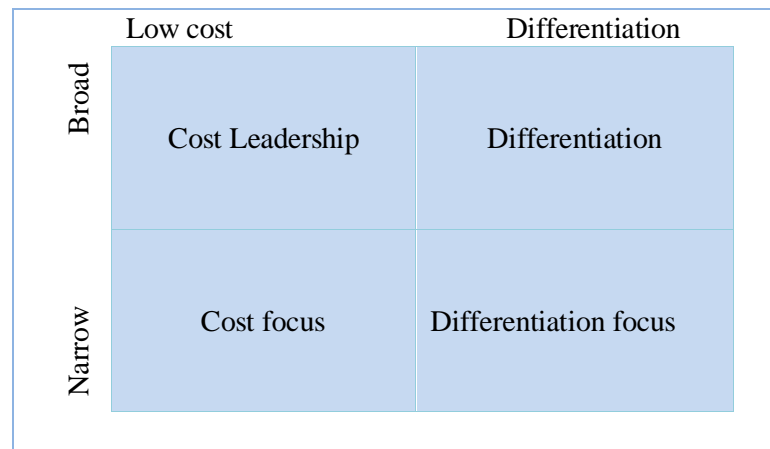 Low cost Differentiation
Broad
Cost Leadership Differentiation
Narrow
Cost focus Differentiation focus